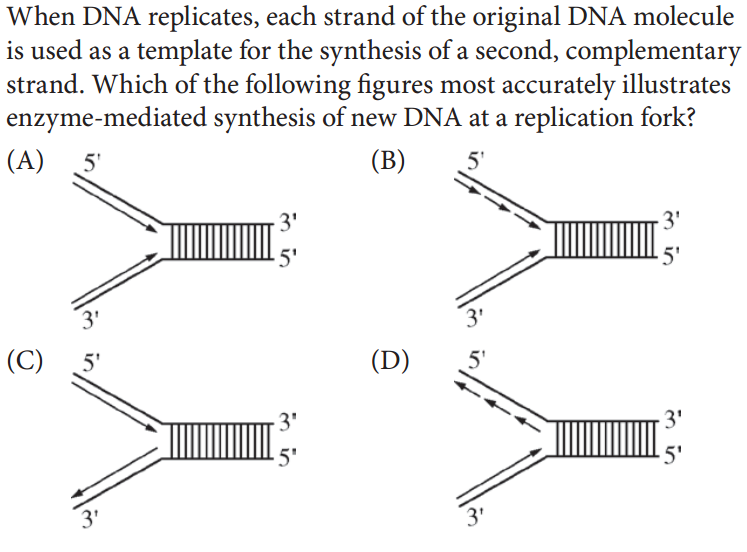 When DNA replicates, each strand of the original DNA molecule
is used as a template for the synthesis of a second, complementary
strand. Which of the following figures most accurately illustrates
enzyme-mediated synthesis of new DNA at a replication fork?
(A) 5'
3'
5'
3'
(B) 5'
3'
5'
3'
(C) 5'
3'
5'
3'
(D) 5'
3'
5'
3'